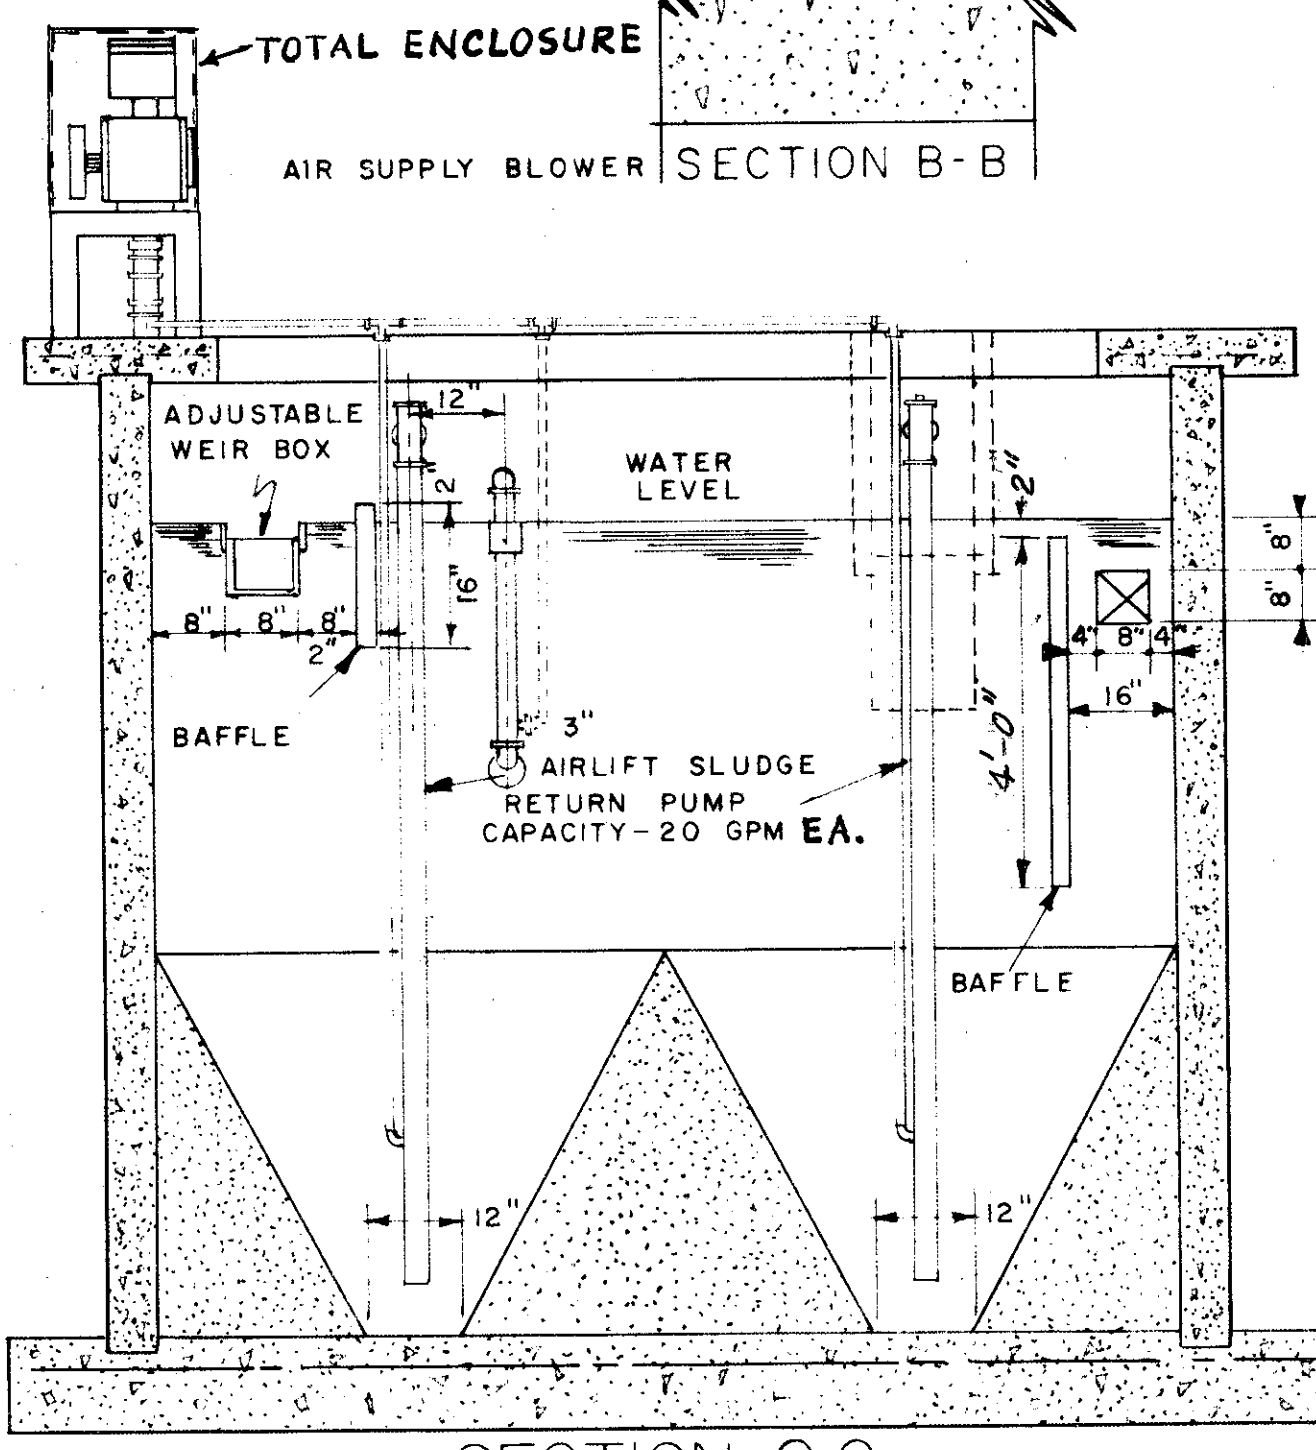 TOTAL ENCLOSURE
AIR SUPPLY BLOWER
SECTION B-B
12"
ADJUSTABLE
WEIR BOX
WATER
LEVEL
2"
2"
16"
8"
8"
8"
8"
8"
2"
4"
8"
4"
16"
BAFFLE
3"
4'-0"
AIRLIFT SLUDGE
RETURN PUMP
CAPACITY-20 GPM EA.
BAFFLE
12"
12"